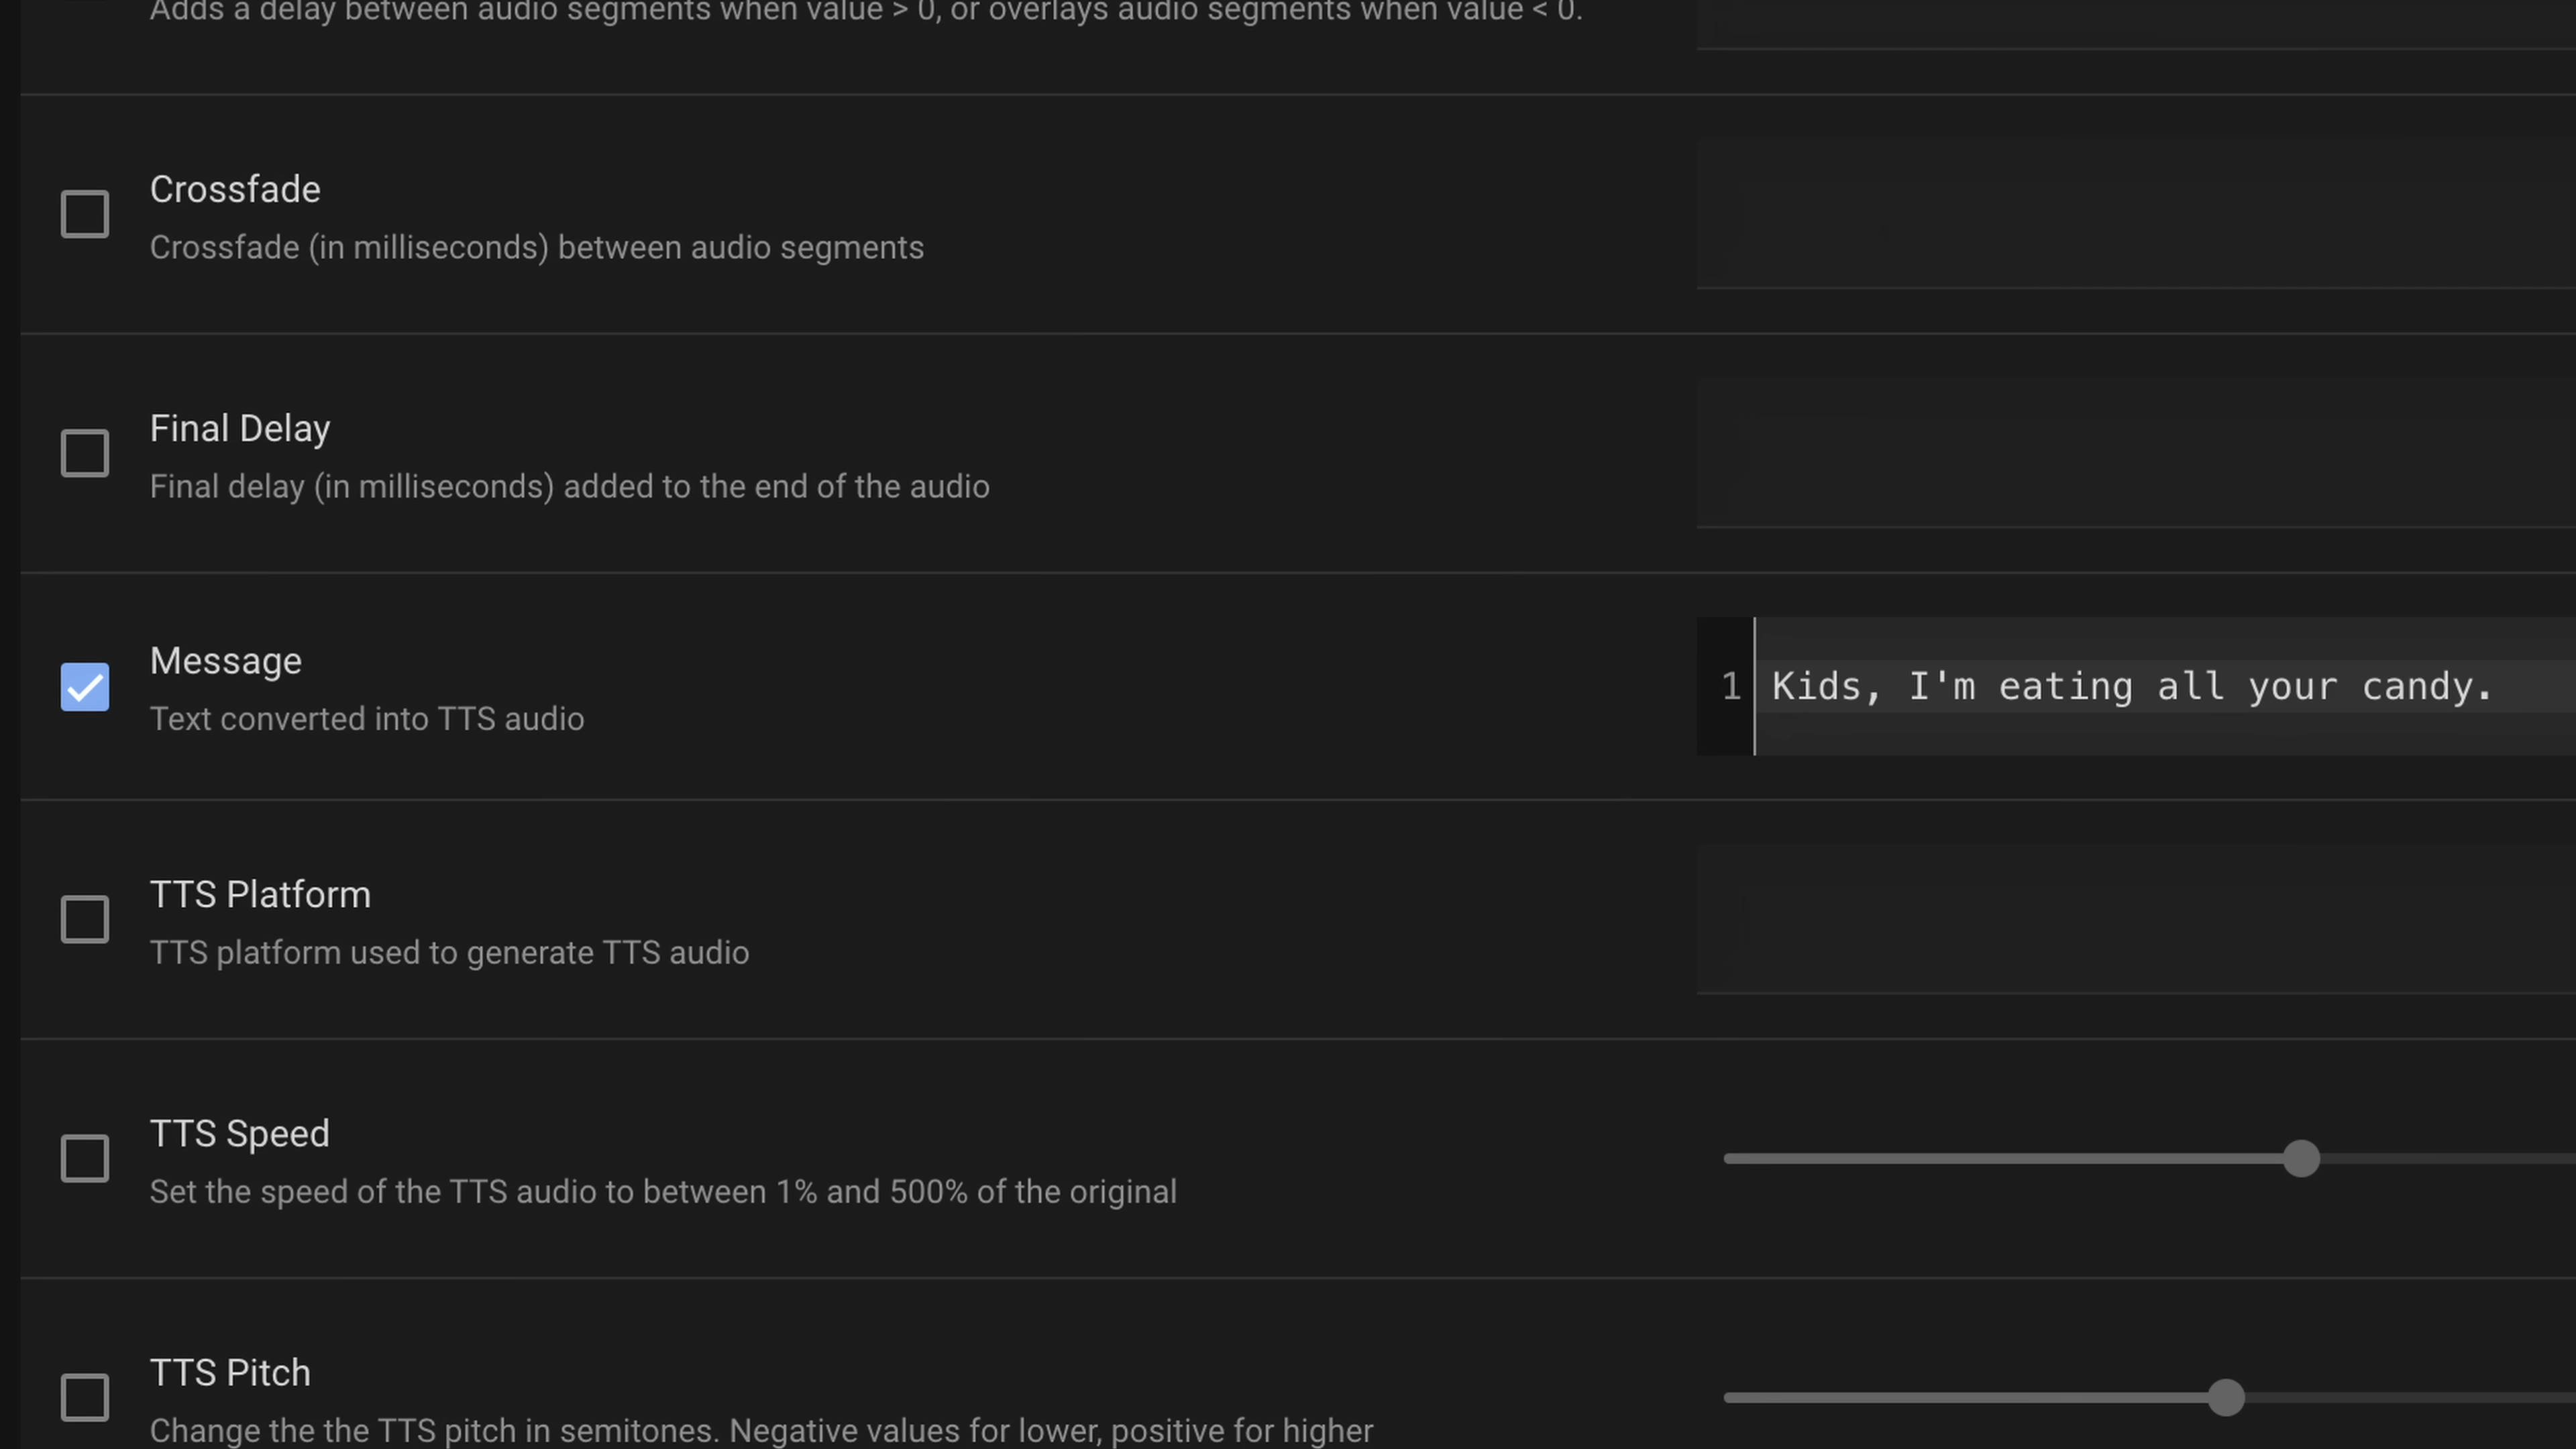 Adds a delay between audio segments when value > 0, or overlays audio segments when value < 0.
Crossfade
Crossfade (in milliseconds) between audio segments
Final Delay
Final delay (in milliseconds) added to the end of the audio
Message
Text converted into TTS audio
1 Kids, I'm eating all your candy.
TTS Platform
TTS platform used to generate TTS audio
TTS Speed
Set the speed of the TTS audio to between 1% and 500% of the original
TTS Pitch
Change the the TTS pitch in semitones. Negative values for lower, positive for higher